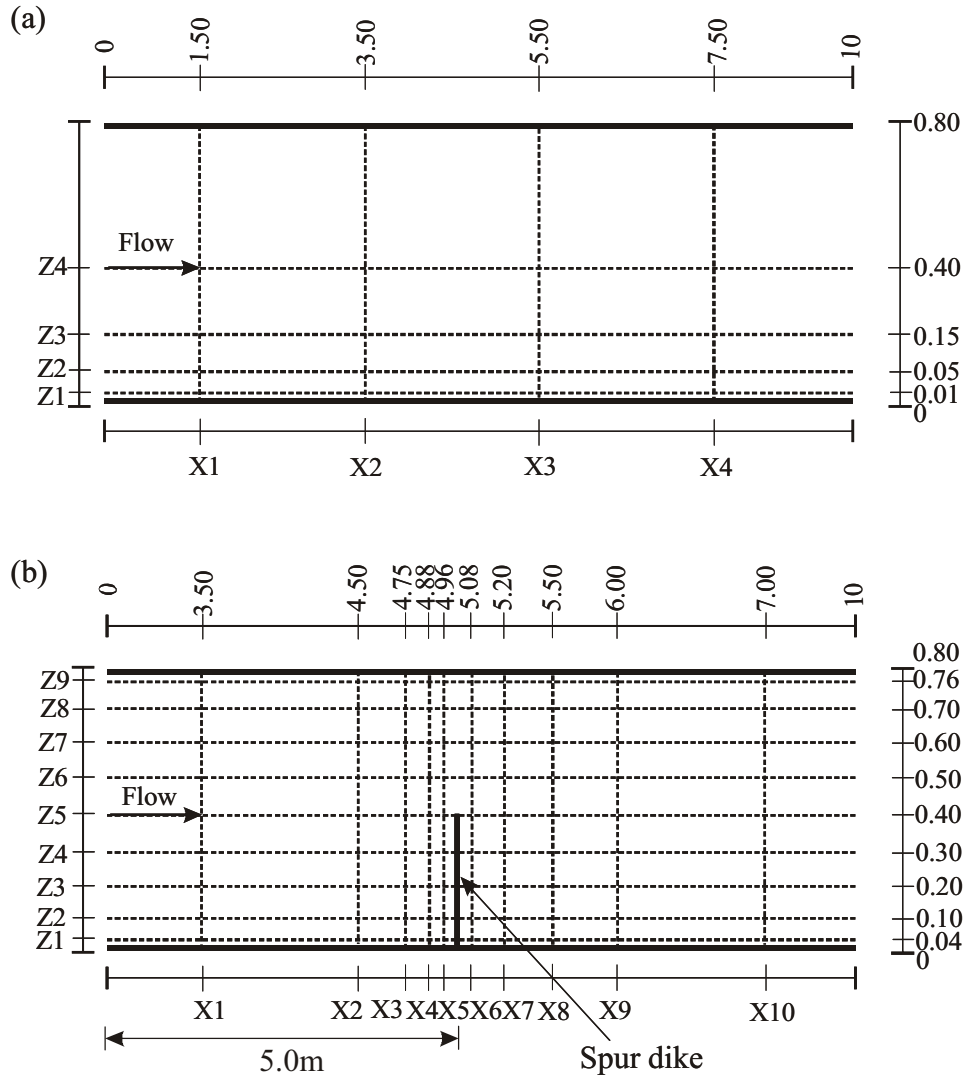 (a)
0 1.50 3.50 5.50 7.50 10
0.80
Flow
Z4 0.40
Z3 0.15
Z2 0.05
Z1 0.01
0
X1 X2 X3 X4
(b)
0 3.50 4.50 4.75 4.88 4.96 5.08 5.20 5.50 6.00 7.00 10
0.80
Z9 0.76
Z8 0.70
Z7 0.60
Z6 0.50
Flow
Z5 0.40
Z4 0.30
Z3 0.20
Z2 0.10
Z1 0.04
0
X1 X2 X3 X4 X5 X6 X7 X8 X9 X10
5.0m Spur dike